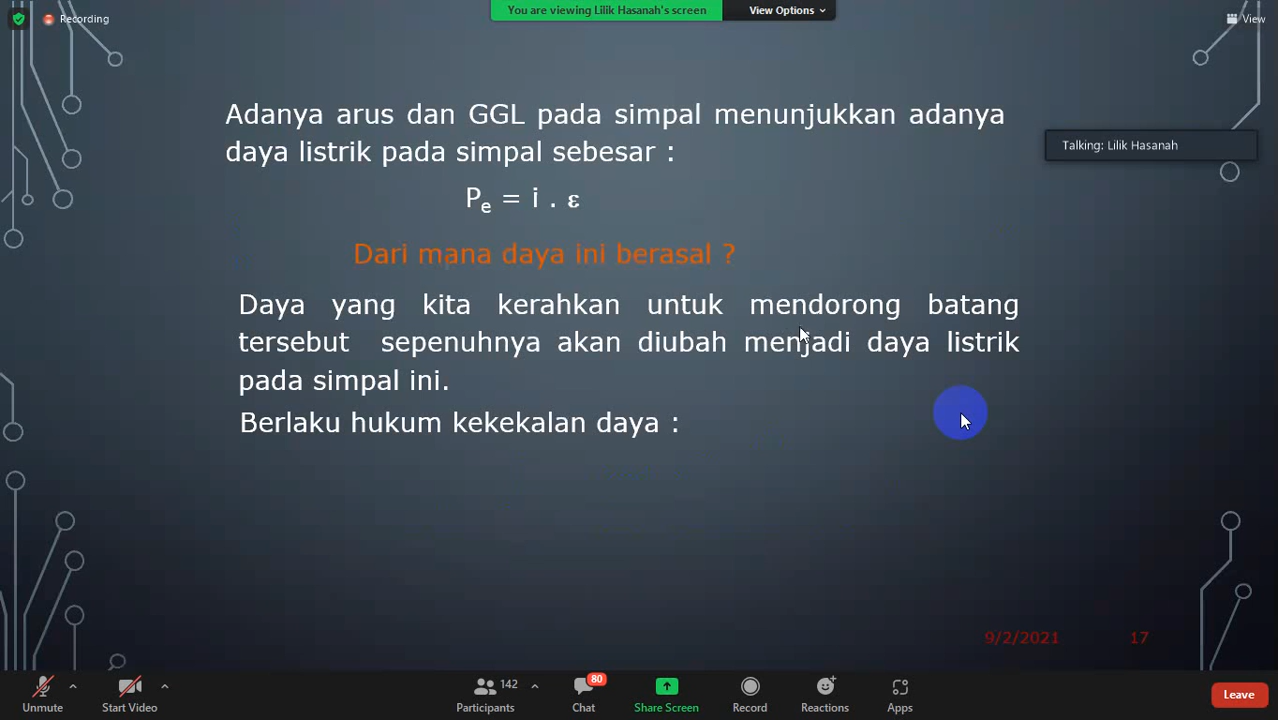 Recording
You are viewing Lilik Hasanah's screen
View Options
View
Adanya arus dan GGL pada simpal menunjukkan adanya
daya listrik pada simpal sebesar :
Talking: Lilik Hasanah
Pe = i . ε
Dari mana daya ini berasal ?
Daya yang kita kerahkan untuk mendorong batang
tersebut sepenuhnya akan diubah menjadi daya listrik
pada simpal ini.
Berlaku hukum kekekalan daya :
9/2/2021 17
Unmute
Start Video
142
Participants
80
Chat
Share Screen
Record
Reactions
Apps
Leave